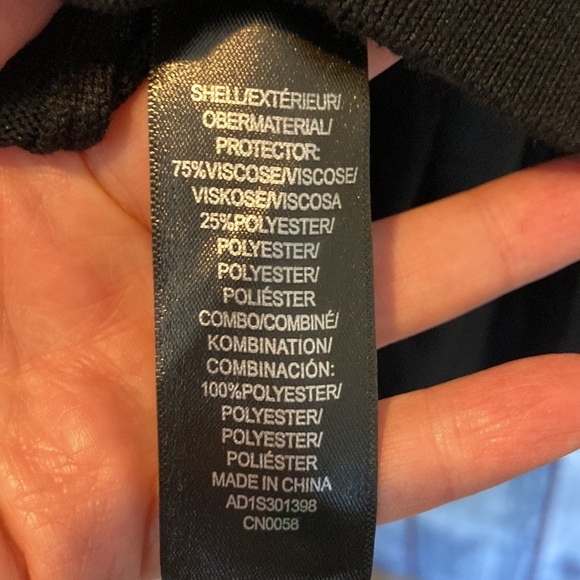 SHELL/EXTÉRIEUR/
OBERMATERIAL/
PROTECTOR:
75%VISCOSE/VISCOSE/
VISKOSE/VISCOSA
25%POLYESTER/
POLYESTER/
POLYESTER/
POLIÉSTER
COMBO/COMBINÉ/
KOMBINATION/
COMBINACIÓN:
100%POLYESTER/
POLYESTER/
POLYESTER/
POLIÉSTER
MADE IN CHINA
AD1S301398
CN0058